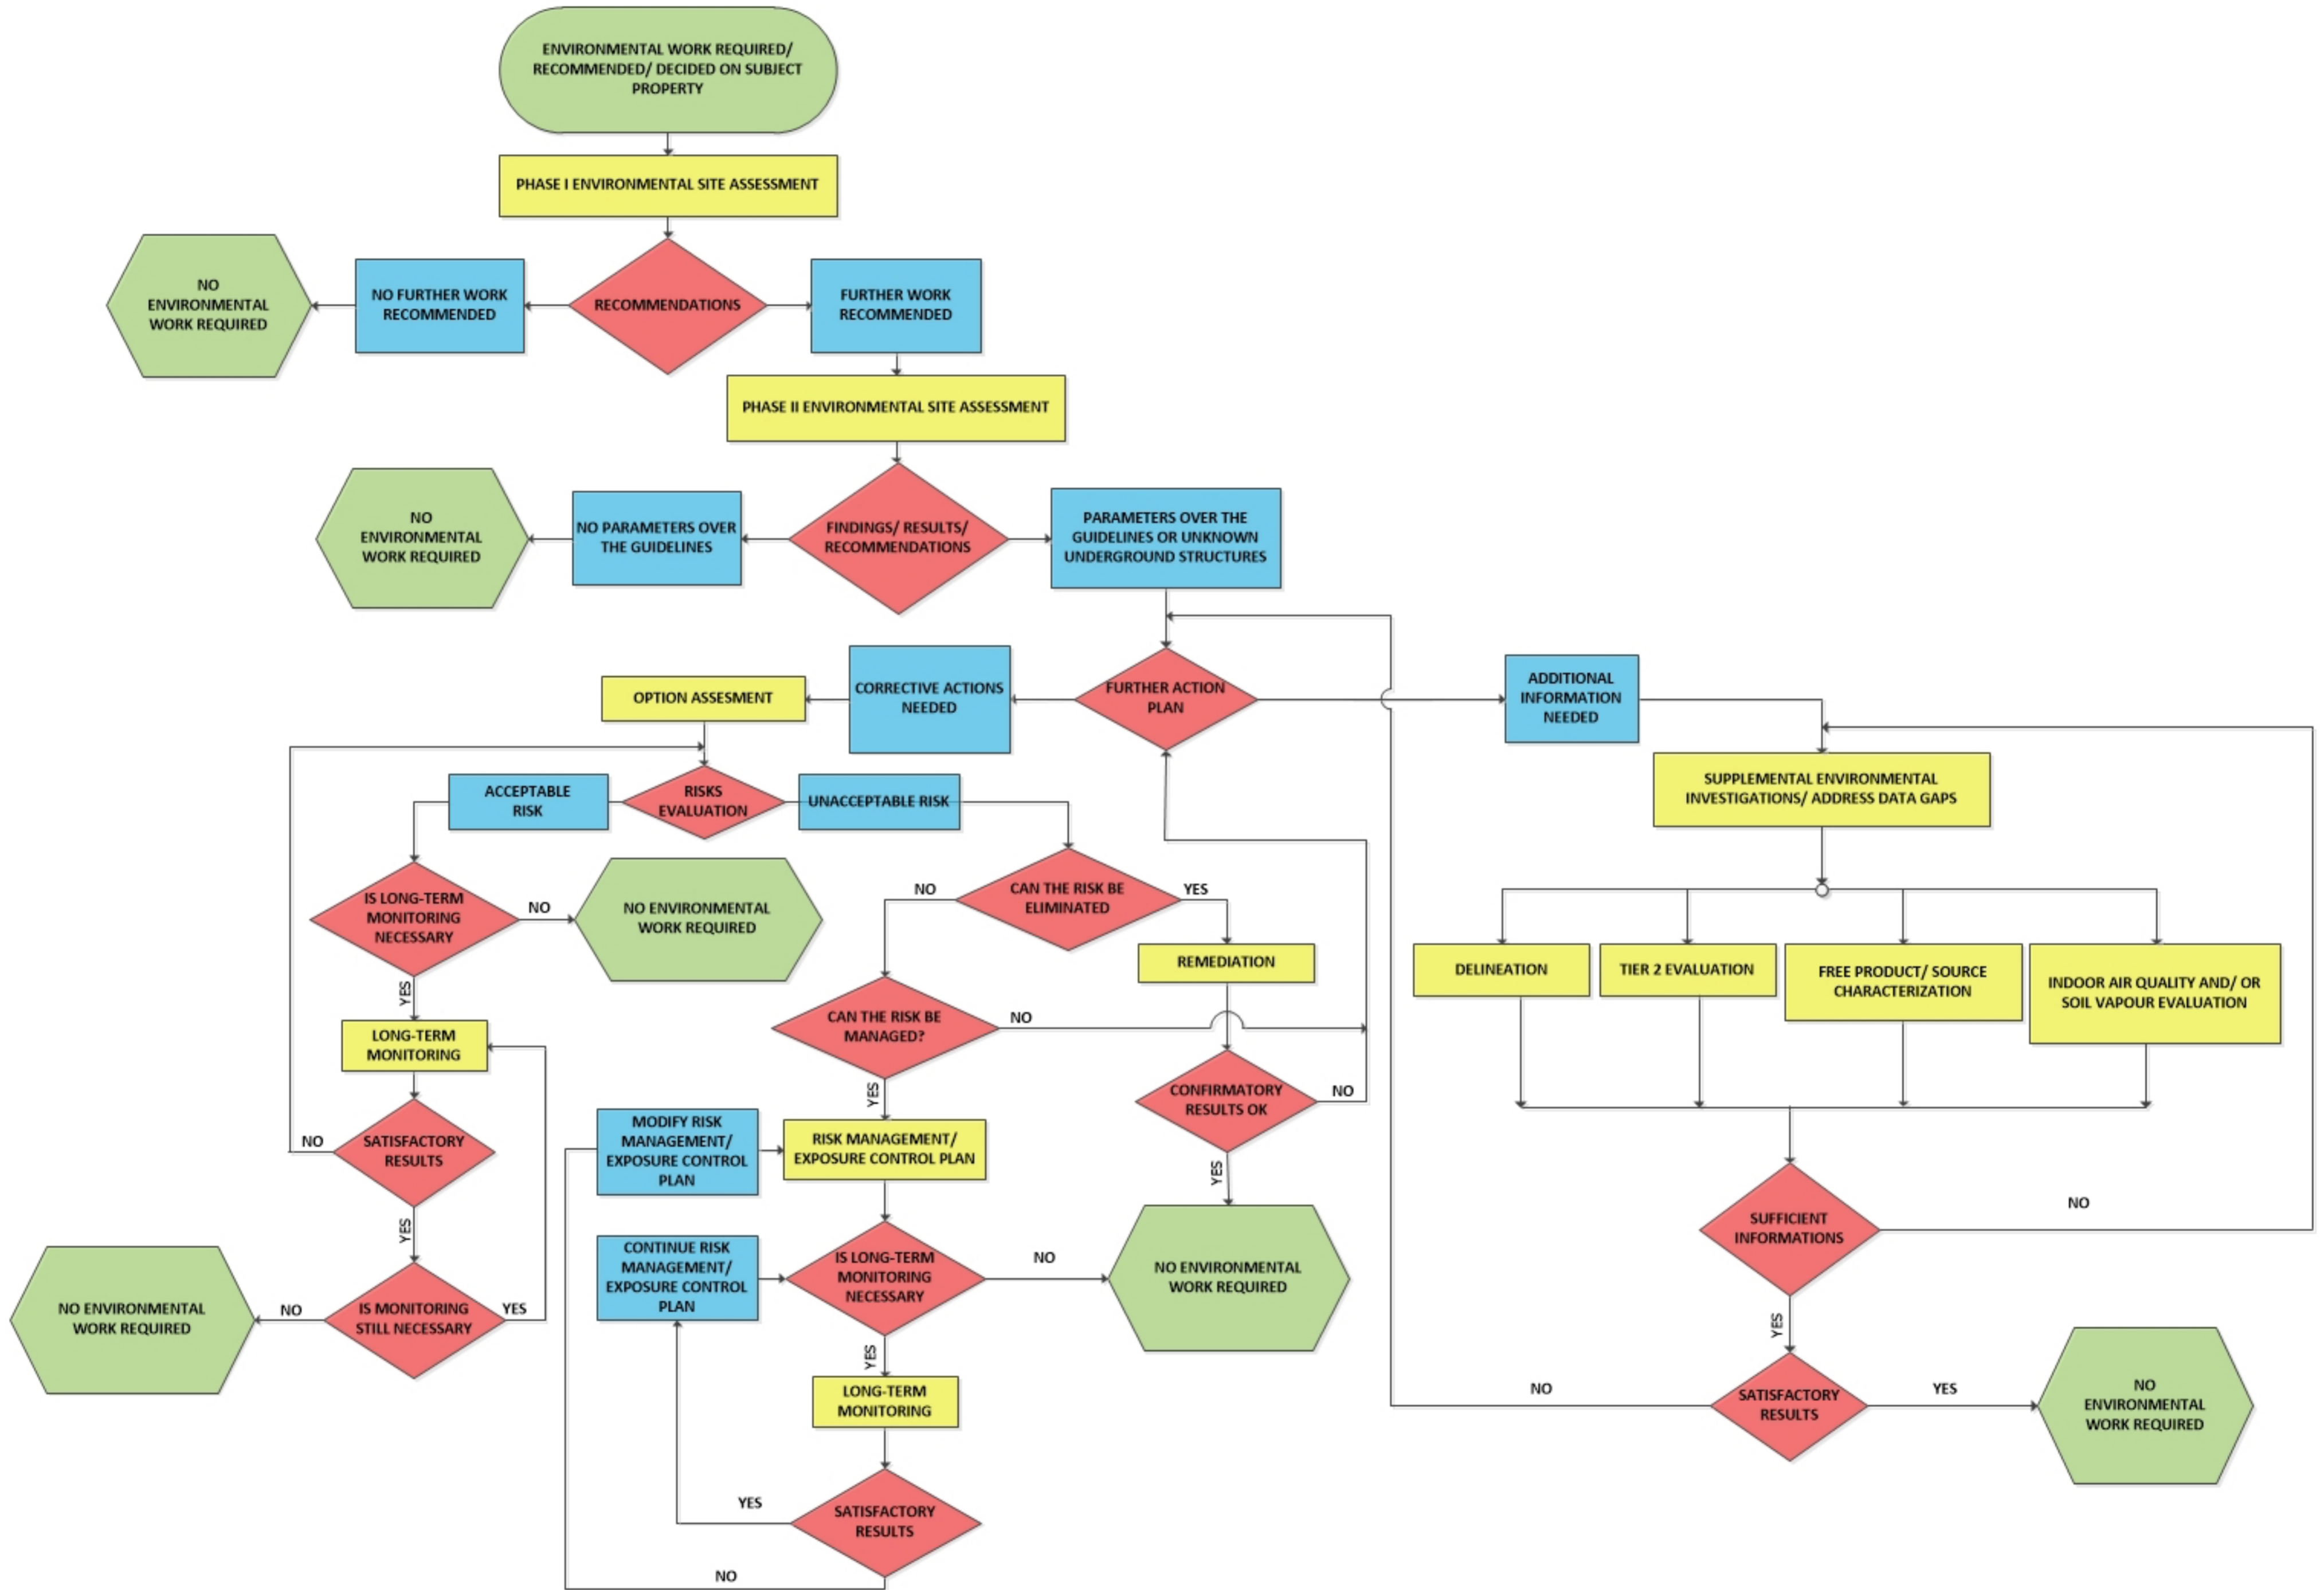 ENVIRONMENTAL WORK REQUIRED/
RECOMMENDED/ DECIDED ON SUBJECT
PROPERTY
PHASE I ENVIRONMENTAL SITE ASSESSMENT
NO
ENVIRONMENTAL
WORK REQUIRED
NO FURTHER WORK
RECOMMENDED
RECOMMENDATIONS
FURTHER WORK
RECOMMENDED
PHASE II ENVIRONMENTAL SITE ASSESSMENT
NO
ENVIRONMENTAL
WORK REQUIRED
NO PARAMETERS OVER
THE GUIDELINES
FINDINGS/ RESULTS/
RECOMMENDATIONS
PARAMETERS OVER THE
GUIDELINES OR UNKNOWN
UNDERGROUND STRUCTURES
OPTION ASSESMENT
CORRECTIVE ACTIONS
NEEDED
FURTHER ACTION
PLAN
ADDITIONAL
INFORMATION
NEEDED
ACCEPTABLE
RISK
RISKS
EVALUATION
UNACCEPTABLE RISK
SUPPLEMENTAL ENVIRONMENTAL
INVESTIGATIONS/ ADDRESS DATA GAPS
IS LONG-TERM
MONITORING
NECESSARY
NO
NO ENVIRONMENTAL
WORK REQUIRED
NO
CAN THE RISK BE
ELIMINATED
YES
REMEDIATION
DELINEATION
TIER 2 EVALUATION
FREE PRODUCT/ SOURCE
CHARACTERIZATION
INDOOR AIR QUALITY AND/ OR
SOIL VAPOUR EVALUATION
YES
LONG-TERM
MONITORING
CAN THE RISK BE
MANAGED?
NO
YES
CONFIRMATORY
RESULTS OK
NO
NO
SATISFACTORY
RESULTS
MODIFY RISK
MANAGEMENT/
EXPOSURE CONTROL
PLAN
RISK MANAGEMENT/
EXPOSURE CONTROL PLAN
YES
YES
SUFFICIENT
INFORMATIONS
NO
CONTINUE RISK
MANAGEMENT/
EXPOSURE CONTROL
PLAN
IS LONG-TERM
MONITORING
NECESSARY
NO
NO ENVIRONMENTAL
WORK REQUIRED
NO ENVIRONMENTAL
WORK REQUIRED
NO
IS MONITORING
STILL NECESSARY
YES
YES
YES
LONG-TERM
MONITORING
NO
SATISFACTORY
RESULTS
YES
NO
ENVIRONMENTAL
WORK REQUIRED
YES
SATISFACTORY
RESULTS
NO